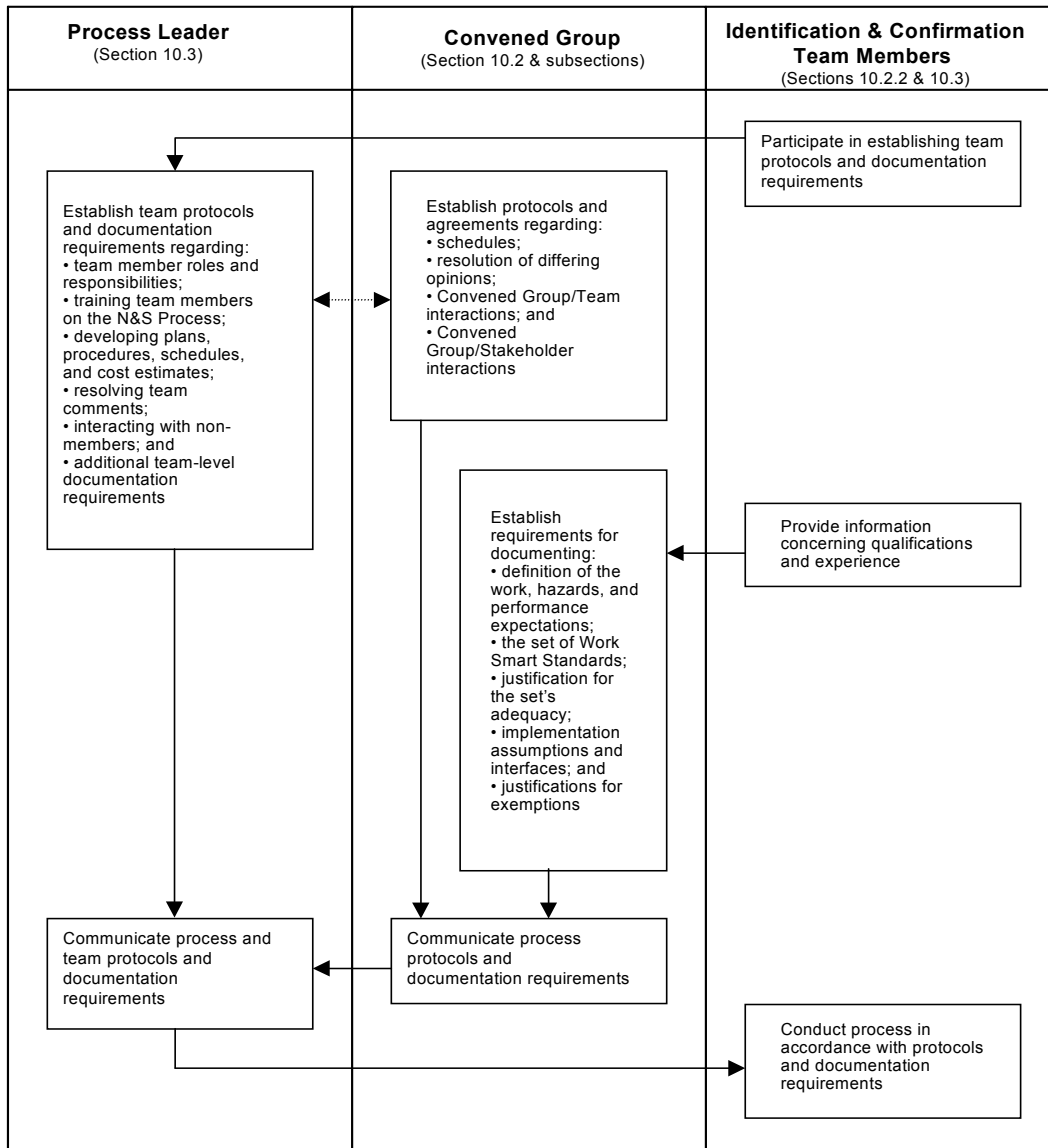 Process Leader
(Section 10.3)
Convened Group
(Section 10.2 & subsections)
Identification & Confirmation
Team Members
(Sections 10.2.2 & 10.3)
Participate in establishing team
protocols and documentation
requirements
Establish team protocols
and documentation
requirements regarding:
• team member roles and
responsibilities;
• training team members
on the N&S Process;
• developing plans,
procedures, schedules,
and cost estimates;
• resolving team
comments;
• interacting with non-
members; and
• additional team-level
documentation
requirements
Establish protocols and
agreements regarding:
• schedules;
• resolution of differing
opinions;
• Convened Group/Team
interactions; and
• Convened
Group/Stakeholder
interactions
Establish
requirements for
documenting:
• definition of the
work, hazards, and
performance
expectations;
• the set of Work
Smart Standards;
• justification for
the set's
adequacy;
• implementation
assumptions and
interfaces; and
• justifications for
exemptions
Provide information
concerning qualifications
and experience
Communicate process and
team protocols and
documentation
requirements
Communicate process
protocols and
documentation requirements
Conduct process in
accordance with protocols
and documentation
requirements